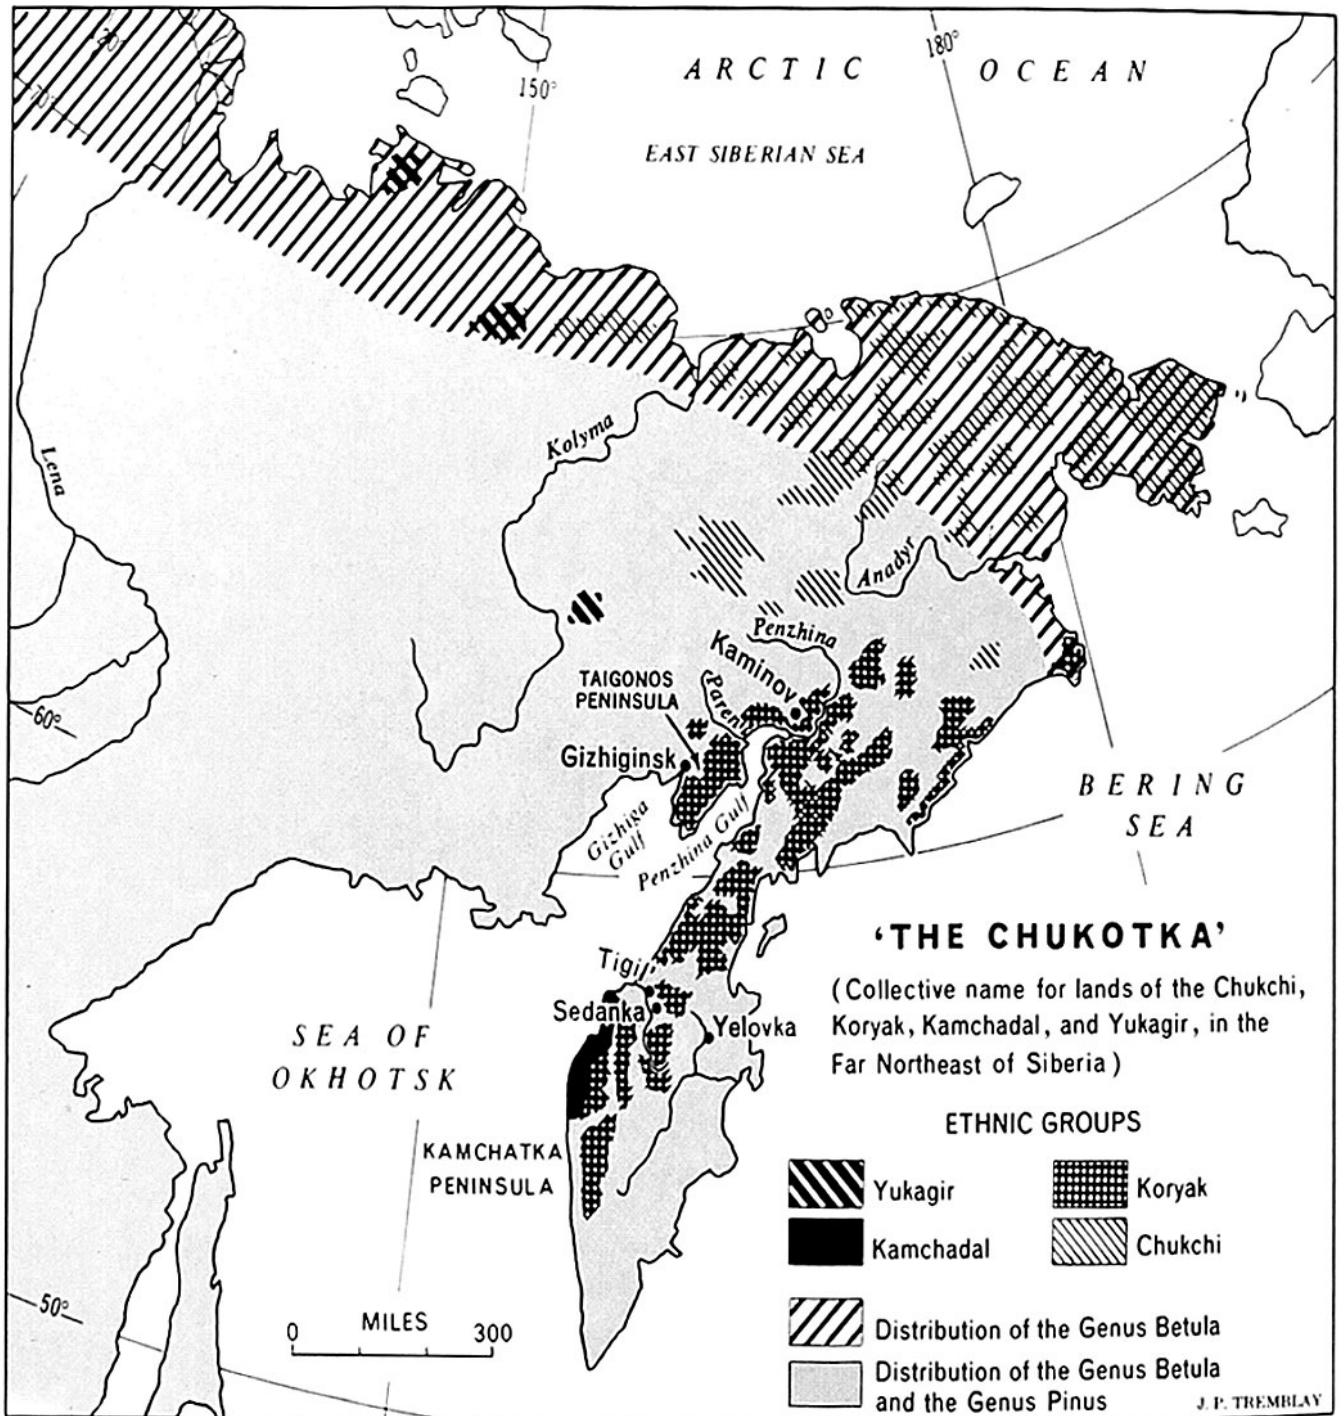 70°
150°
180°
ARCTIC OCEAN
EAST SIBERIAN SEA
Lena
Kolyma
Anadyr
Penzhina
Kaminov
TAIGONOS
PENINSULA
Paren
Gizhiginsk
60°
Gizhiga
Gulf
Penzhina Gulf
BERING
SEA
'THE CHUKOTKA'
(Collective name for lands of the Chukchi,
Koryak, Kamchadal, and Yukagir, in the
Far Northeast of Siberia)
Tigil'
Sedanka
Yelovka
SEA OF
OKHOTSK
KAMCHATKA
PENINSULA
ETHNIC GROUPS
Yukagir
Koryak
Kamchadal
Chukchi
50°
MILES
0 300
Distribution of the Genus Betula
Distribution of the Genus Betula
and the Genus Pinus
J. P. TREMBLAY